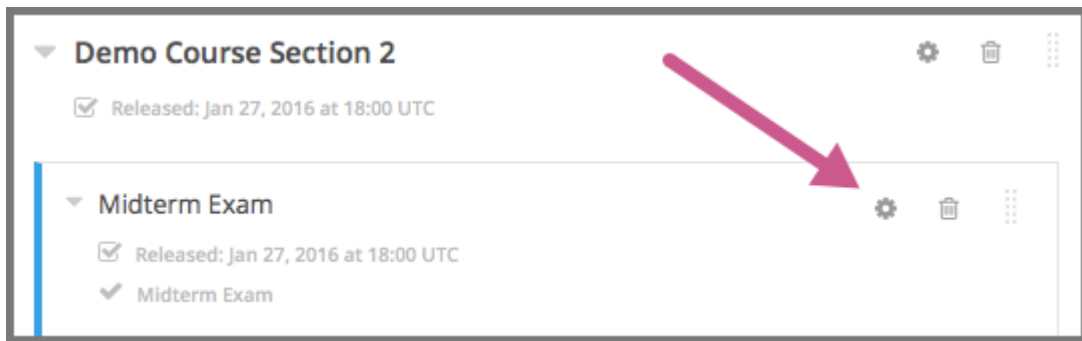 Demo Course Section 2
Released: Jan 27, 2016 at 18:00 UTC
Midterm Exam
Released: Jan 27, 2016 at 18:00 UTC
Midterm Exam